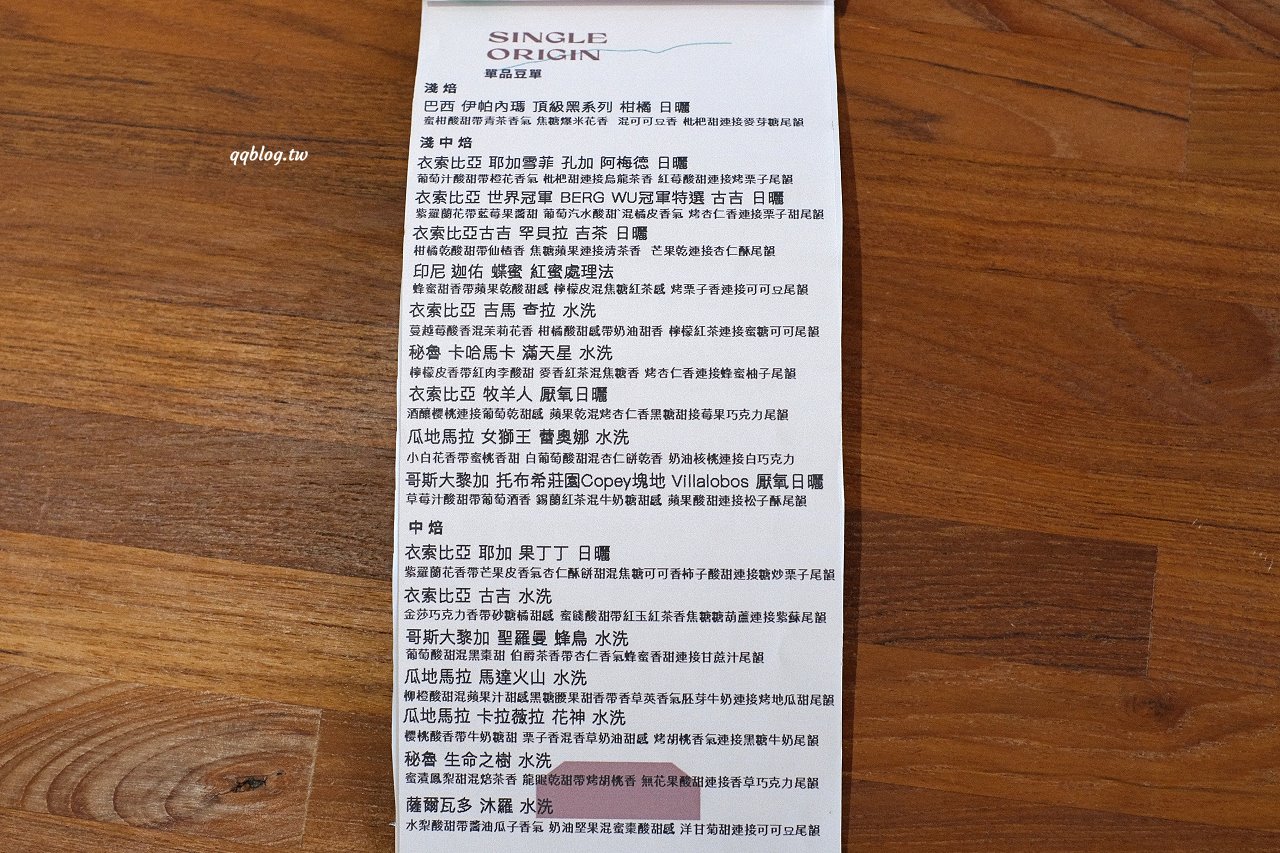 SINGLE
ORIGIN
單品豆單
淺焙
巴西 伊帕內瑪 頂級黑系列 柑橘 日曬
蜜柑酸甜帶青茶香氣 焦糖爆米花香 混可可豆香 枇杷甜連接麥芽糖尾韻
淺中焙
衣索比亞 耶加雪菲 孔加 阿梅德 日曬
葡萄汁酸甜帶橙花香氣 枇杷甜連接烏龍茶香 紅莓酸甜連接烤栗子尾韻
衣索比亞 世界冠軍 BERG WU冠軍特選 古吉 日曬
紫羅蘭花帶藍莓果醬甜 葡萄汽水酸甜 混橘皮香氣 烤杏仁香連接栗子甜尾韻
衣索比亞古吉 罕貝拉 吉茶 日曬
柑橘乾酸甜帶仙楂香 焦糖蘋果連接清茶香 芒果乾連接杏仁酥尾韻
印尼 迦佑 蝶蜜 紅蜜處理法
蜂蜜甜香帶蘋果乾酸甜感 檸檬皮混焦糖紅茶感 烤栗子香連接可可豆尾韻
衣索比亞 吉馬 查拉 水洗
蔓越莓酸香混茉莉花香 柑橘酸甜感帶奶油甜香 檸檬紅茶連接蜜糖可可尾韻
秘魯 卡哈馬卡 滿天星 水洗
檸檬皮香帶紅肉李酸甜 麥香紅茶混焦糖香 烤杏仁香連接蜂蜜柚子尾韻
衣索比亞 牧羊人 厭氧日曬
酒釀櫻桃連接葡萄乾甜感 蘋果乾混烤杏仁香黑糖甜接莓果巧克力尾韻
瓜地馬拉 女獅王 蕾奧娜 水洗
小白花香帶蜜桃香甜 白葡萄酸甜混杏仁餅乾香 奶油核桃連接白巧克力
哥斯大黎加 托布希莊園Copey塊地 Villalobos 厭氧日曬
草莓汁酸甜帶葡萄酒香 錫蘭紅茶混牛奶糖甜感 蘋果酸甜連接松子酥尾韻
中焙
衣索比亞 耶加 果丁丁 日曬
紫羅蘭花香帶芒果皮香氣杏仁酥餅甜混焦糖可可香柿子酸甜連接糖炒栗子尾韻
衣索比亞 古吉 水洗
金莎巧克力香帶砂糖橘甜感 蜜餞酸甜帶紅玉紅茶香焦糖糖葫蘆連接紫蘇尾韻
哥斯大黎加 聖羅曼 蜂鳥 水洗
葡萄酸甜混黑棗甜 伯爵茶香帶杏仁香氣蜂蜜香甜連接甘蔗汁尾韻
瓜地馬拉 馬達火山 水洗
柳橙酸甜混蘋果汁甜感黑糖腰果甜香帶香草莢香氣胚芽牛奶連接烤地瓜甜尾韻
瓜地馬拉 卡拉薇拉 花神 水洗
櫻桃酸香帶牛奶糖甜 栗子香混香草奶油甜感 烤胡桃香氣連接黑糖牛奶尾韻
秘魯 生命之樹 水洗
蜜漬鳳梨甜混焙茶香 龍眼乾甜帶烤胡桃香 無花果酸甜連接香草巧克力尾韻
薩爾瓦多 沐羅 水洗
水梨酸甜帶醬油瓜子香氣 奶油堅果混蜜棗酸甜感 洋甘菊甜連接可可豆尾韻
qqblog.tw